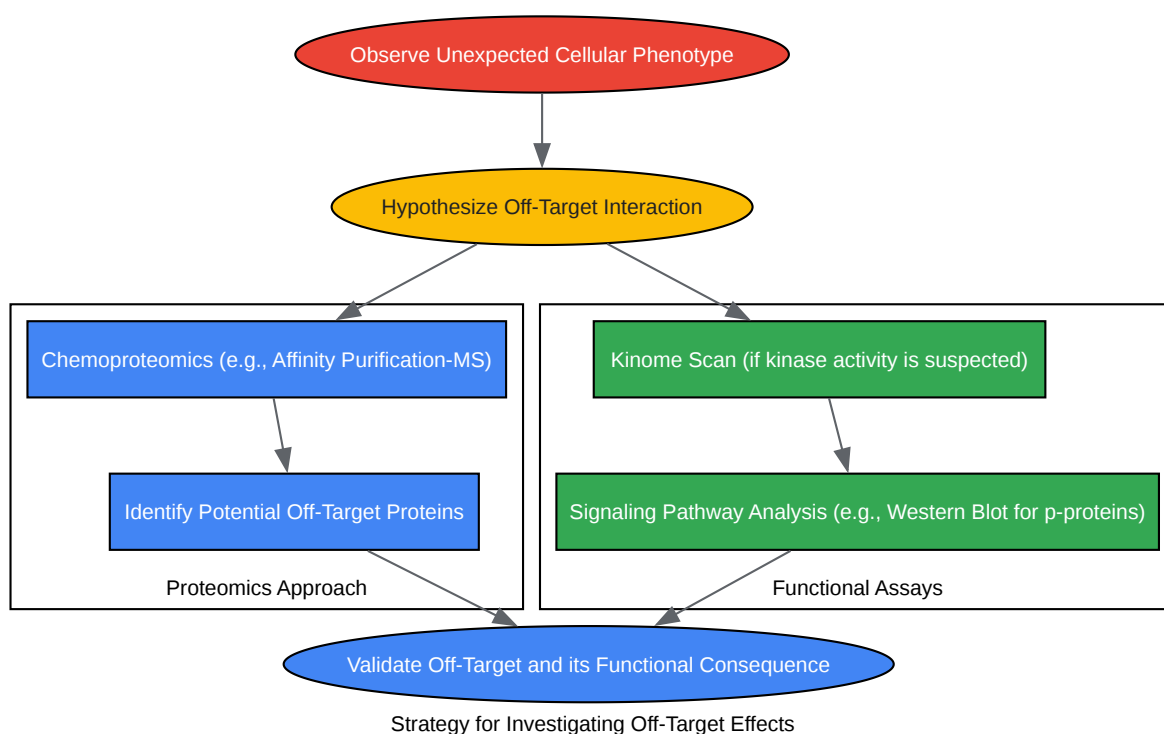 Observe Unexpected Cellular Phenotype
Hypothesize Off-Target Interaction
Chemoproteomics (e.g., Affinity Purification-MS)
Kinome Scan (if kinase activity is suspected)
Identify Potential Off-Target Proteins
Signaling Pathway Analysis (e.g., Western Blot for p-proteins)
Proteomics Approach
Functional Assays
Validate Off-Target and its Functional Consequence
Strategy for Investigating Off-Target Effects